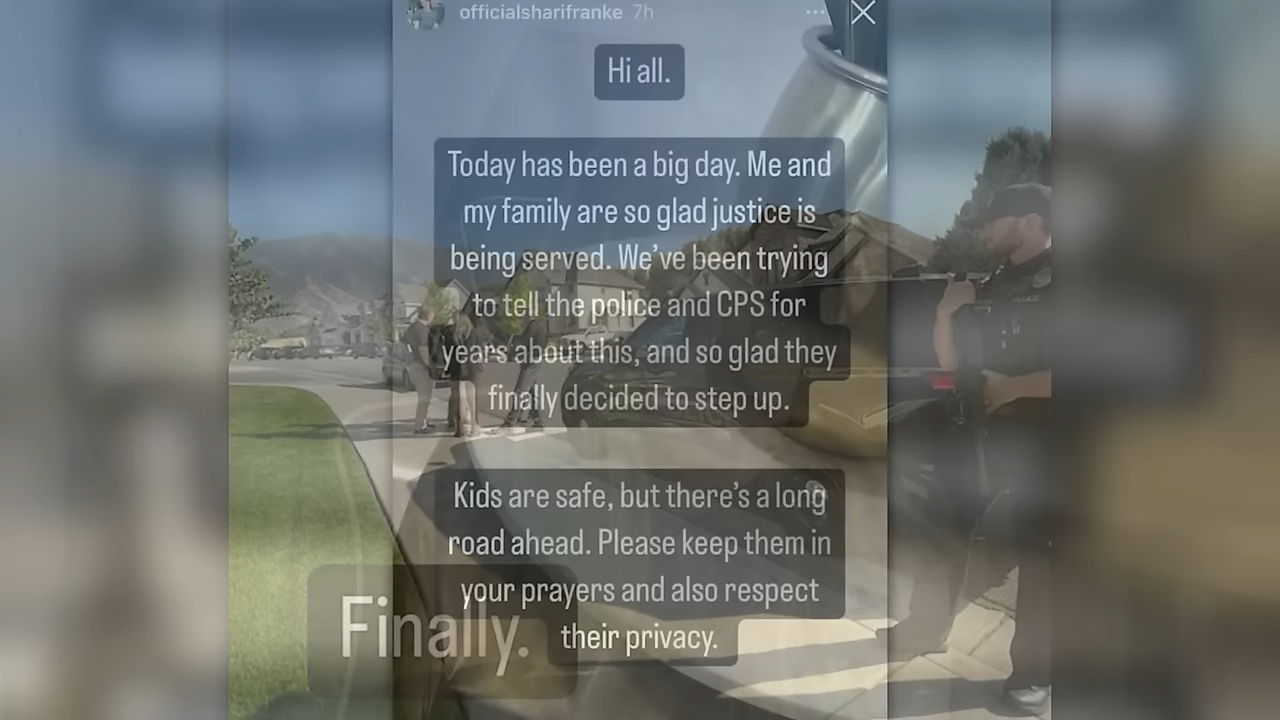 officialsharifranke 7h
Hi all.
Today has been a big day. Me and
my family are so glad justice is
being served. We've been trying
to tell the police and CPS for
years about this, and so glad they
finally decided to step up.
Kids are safe, but there's a long
road ahead. Please keep them in
your prayers and also respect
their privacy.
Finally.
POLICE